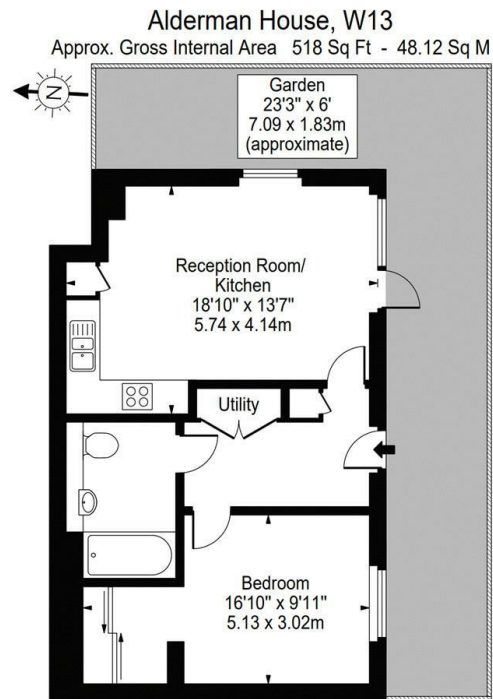 Alderman House, W13
Approx. Gross Internal Area 518 Sq Ft - 48.12 Sq M
N
Garden
23'3" x 6'
7.09 x 1.83m
(approximate)
Reception Room/
Kitchen
18'10" x 13'7"
5.74 x 4.14m
Utility
Bedroom
16'10" x 9'11"
5.13 x 3.02m